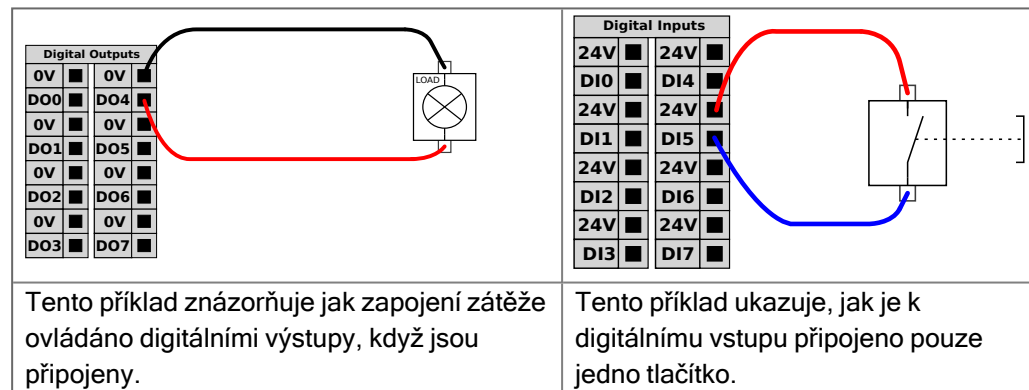 Digital Outputs
0V 0V
DO0 DO4
0V 0V
DO1 DO5
0V 0V
DO2 DO6
0V 0V
DO3 DO7
LOAD
Digital Inputs
24V 24V
DI0 DI4
24V 24V
DI1 DI5
24V 24V
DI2 DI6
24V 24V
DI3 DI7
Tento příklad znázorňuje jak zapojení zátěže
ovládáno digitálními výstupy, když jsou
připojeny.
Tento příklad ukazuje, jak je k
digitálnímu vstupu připojeno pouze
jedno tlačítko.